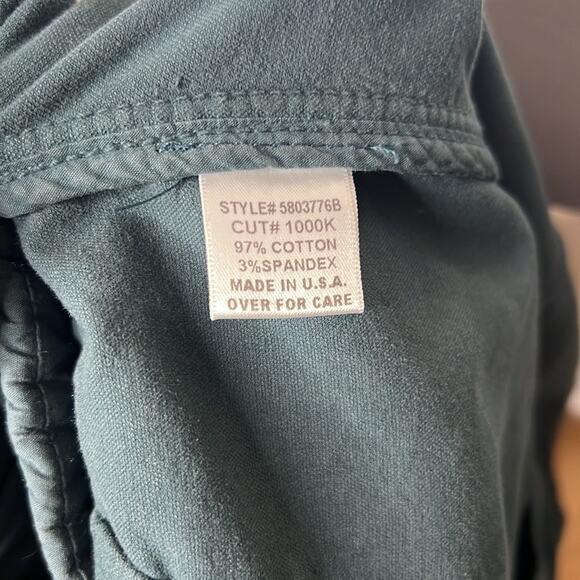 STYLE# 5803776B
CUT# 1000K
97% COTTON
3%SPANDEX
MADE IN U.S.A.
OVER FOR CARE